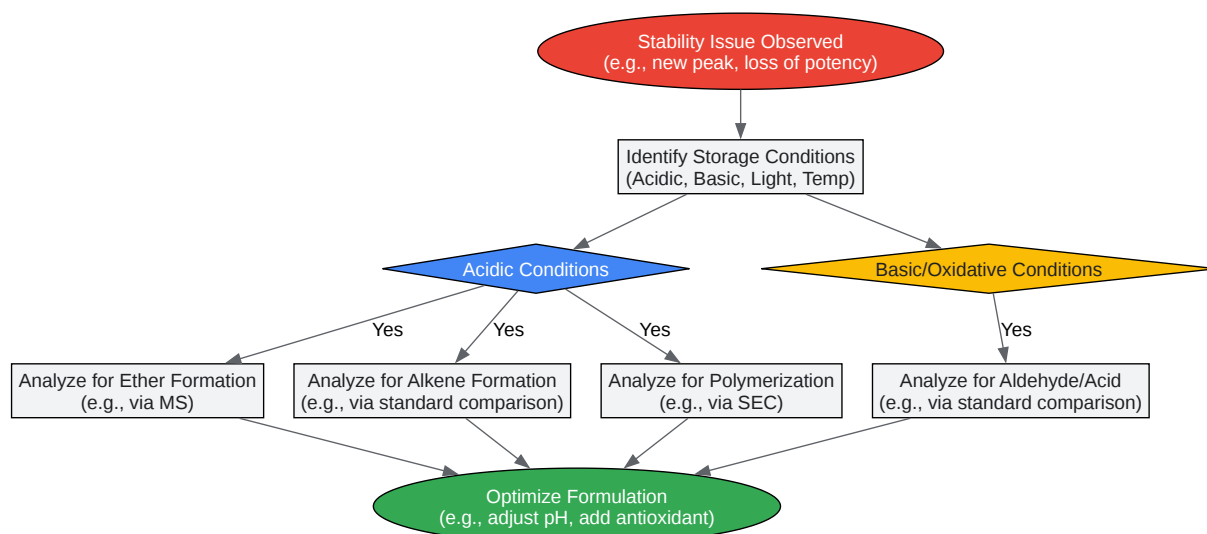 Stability Issue Observed
(e.g., new peak, loss of potency)
Identify Storage Conditions
(Acidic, Basic, Light, Temp)
Acidic Conditions
Basic/Oxidative Conditions
Yes
Yes
Yes
Yes
Analyze for Ether Formation
(e.g., via MS)
Analyze for Alkene Formation
(e.g., via standard comparison)
Analyze for Polymerization
(e.g., via SEC)
Analyze for Aldehyde/Acid
(e.g., via standard comparison)
Optimize Formulation
(e.g., adjust pH, add antioxidant)